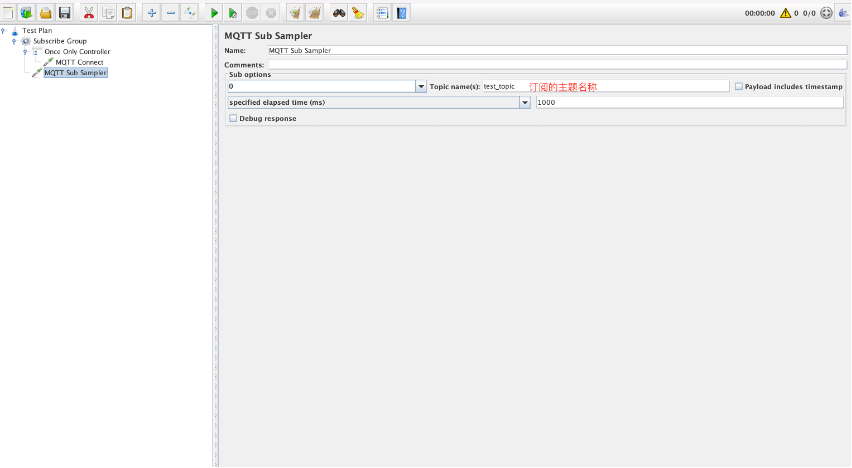 00:00:00 0 0/0
Test Plan
Subscribe Group
Once Only Controller
MQTT Connect
MQTT Sub Sampler
MQTT Sub Sampler
Name: MQTT Sub Sampler
Comments:
Sub options
0 Topic name(s): test_topic 订阅的主题名称 Payload includes timestamp
specified elapsed time (ms) 1000
Debug response